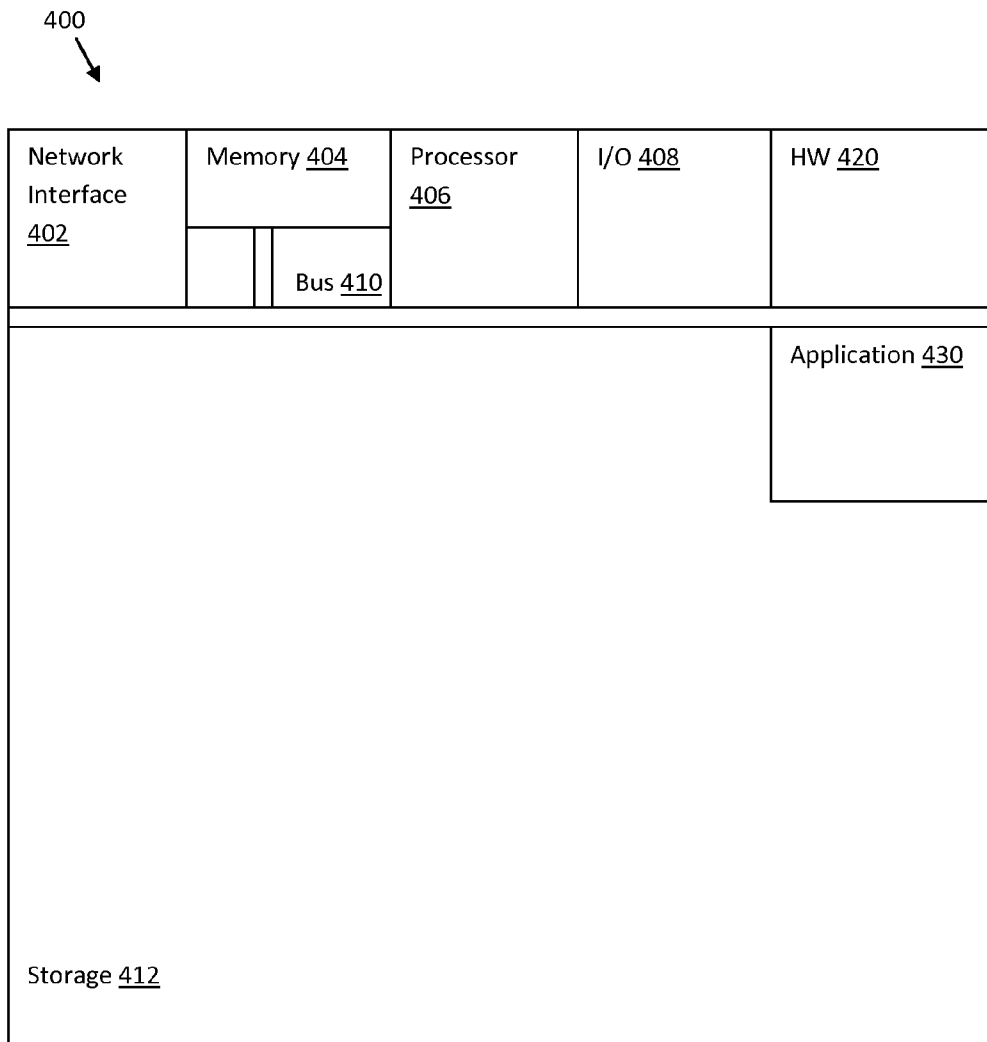 400
Network
Interface
402
Memory 404
Bus 410
Processor
406
I/O 408
HW 420
Application 430
Storage 412